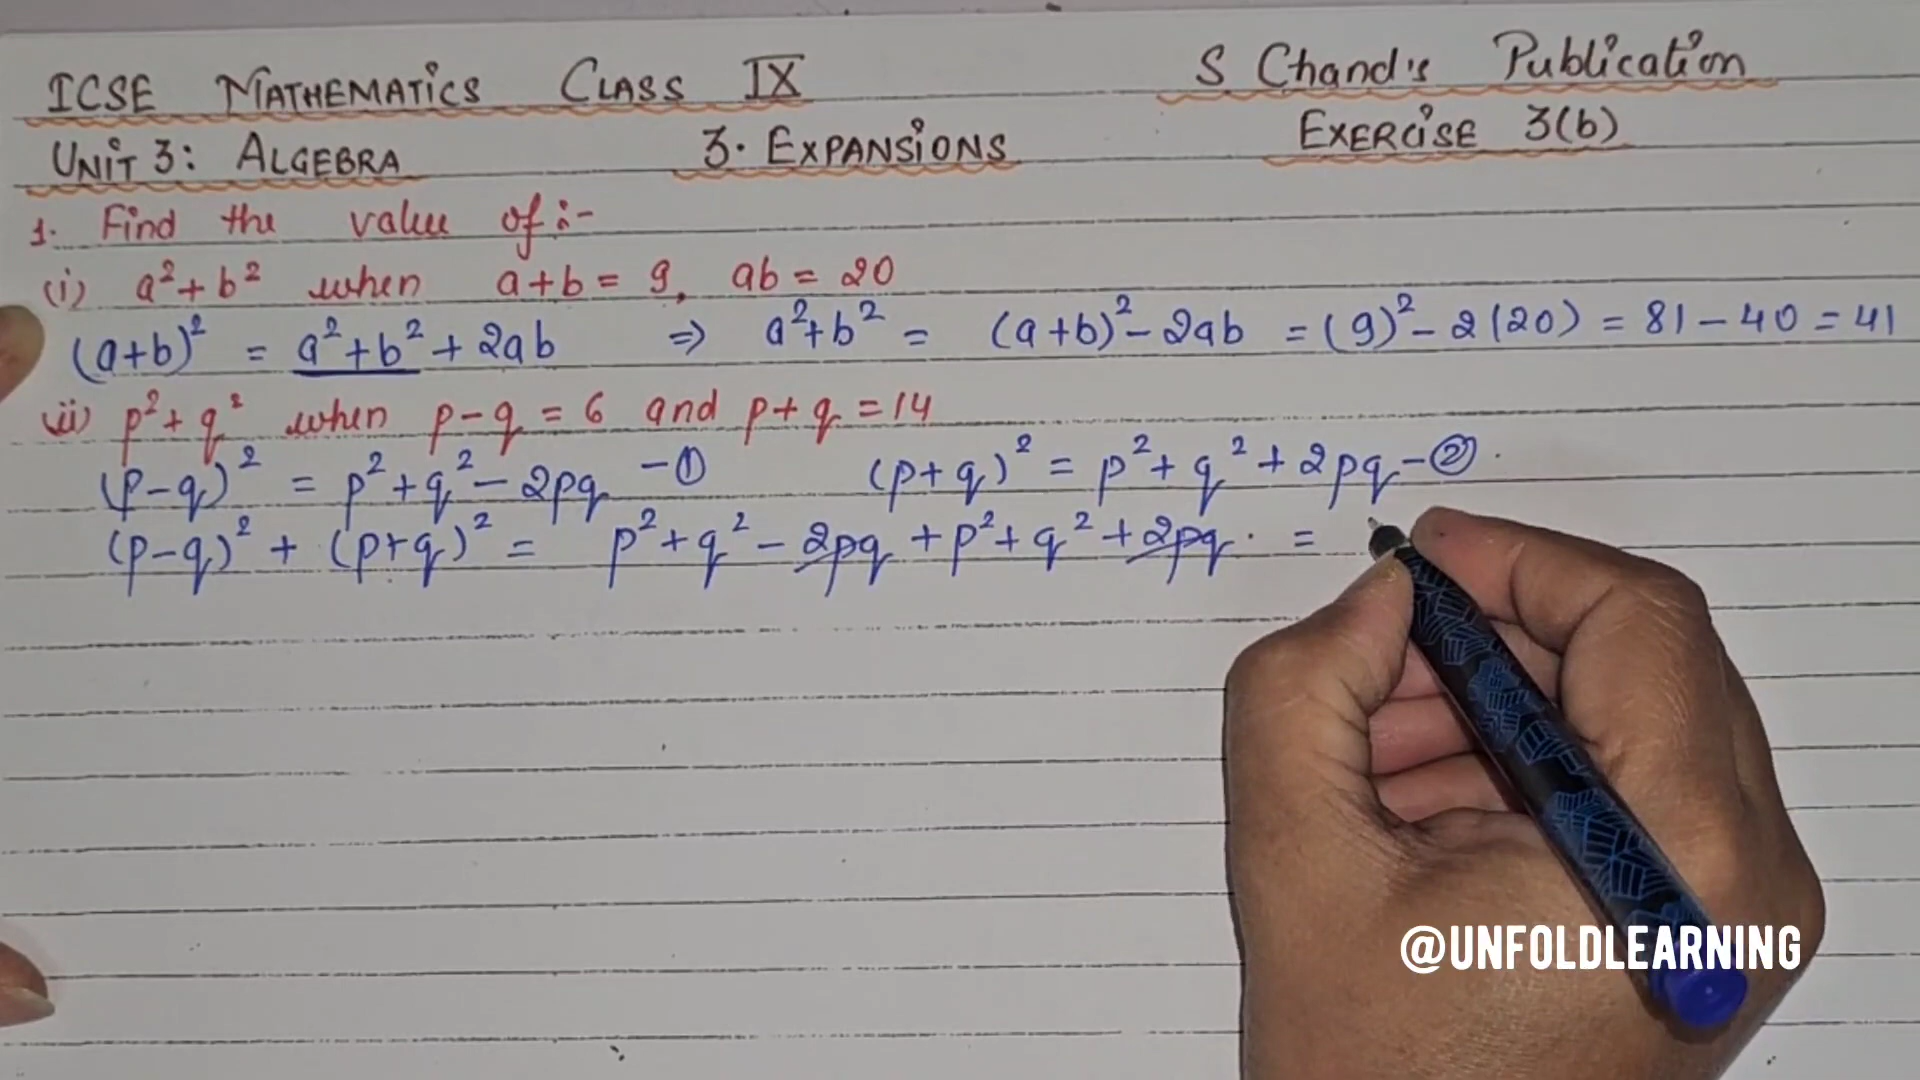 ICSE MATHEMATICS CLASS IX S Chand's Publication
UNIT 3: ALGEBRA 3. EXPANSIONS EXERCISE 3(b)
1. Find the value of :-
(i) a²+b² when a+b = 9, ab = 20
(a+b)² = a²+b²+2ab ⇒ a²+b² = (a+b)²-2ab = (9)²-2(20) = 81-40 = 41
(ii) p²+q² when p-q = 6 and p+q = 14
(p-q)² = p²+q²-2pq -① (p+q)² = p²+q²+2pq -②.
(p-q)² + (p+q)² = p²+q²-2pq+p²+q²+2pq. =
@UNFOLDLEARNING